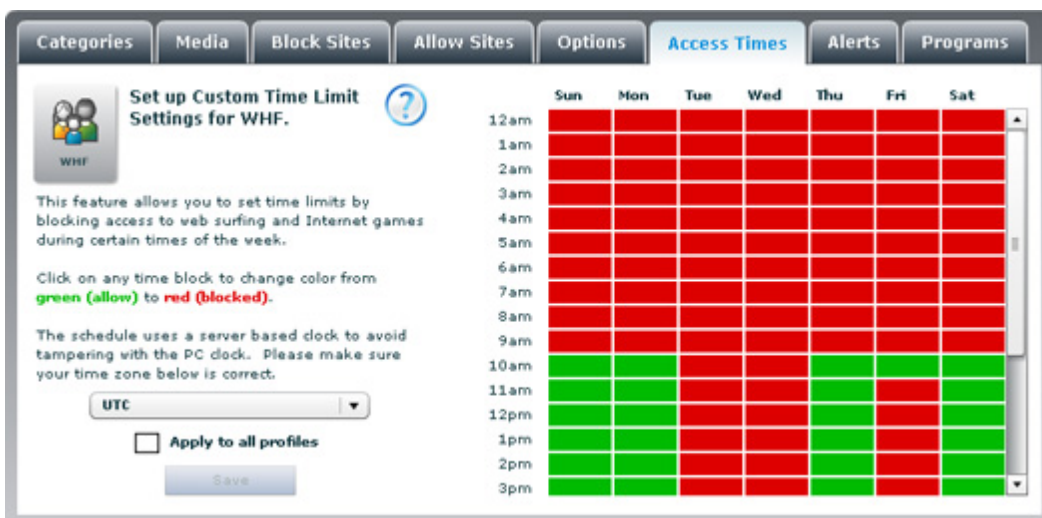 Categories Media Block Sites Allow Sites Options Access Times Alerts Programs
Set up Custom Time Limit
Settings for WHF.
?
WHF
This feature allows you to set time limits by
blocking access to web surfing and Internet games
during certain times of the week.
Click on any time block to change color from
green (allow) to red (blocked).
The schedule uses a server based clock to avoid
tampering with the PC clock. Please make sure
your time zone below is correct.
UTC
Apply to all profiles
Save
Sun Mon Tue Wed Thu Fri Sat
12am
1am
2am
3am
4am
5am
6am
7am
8am
9am
10am
11am
12pm
1pm
2pm
3pm